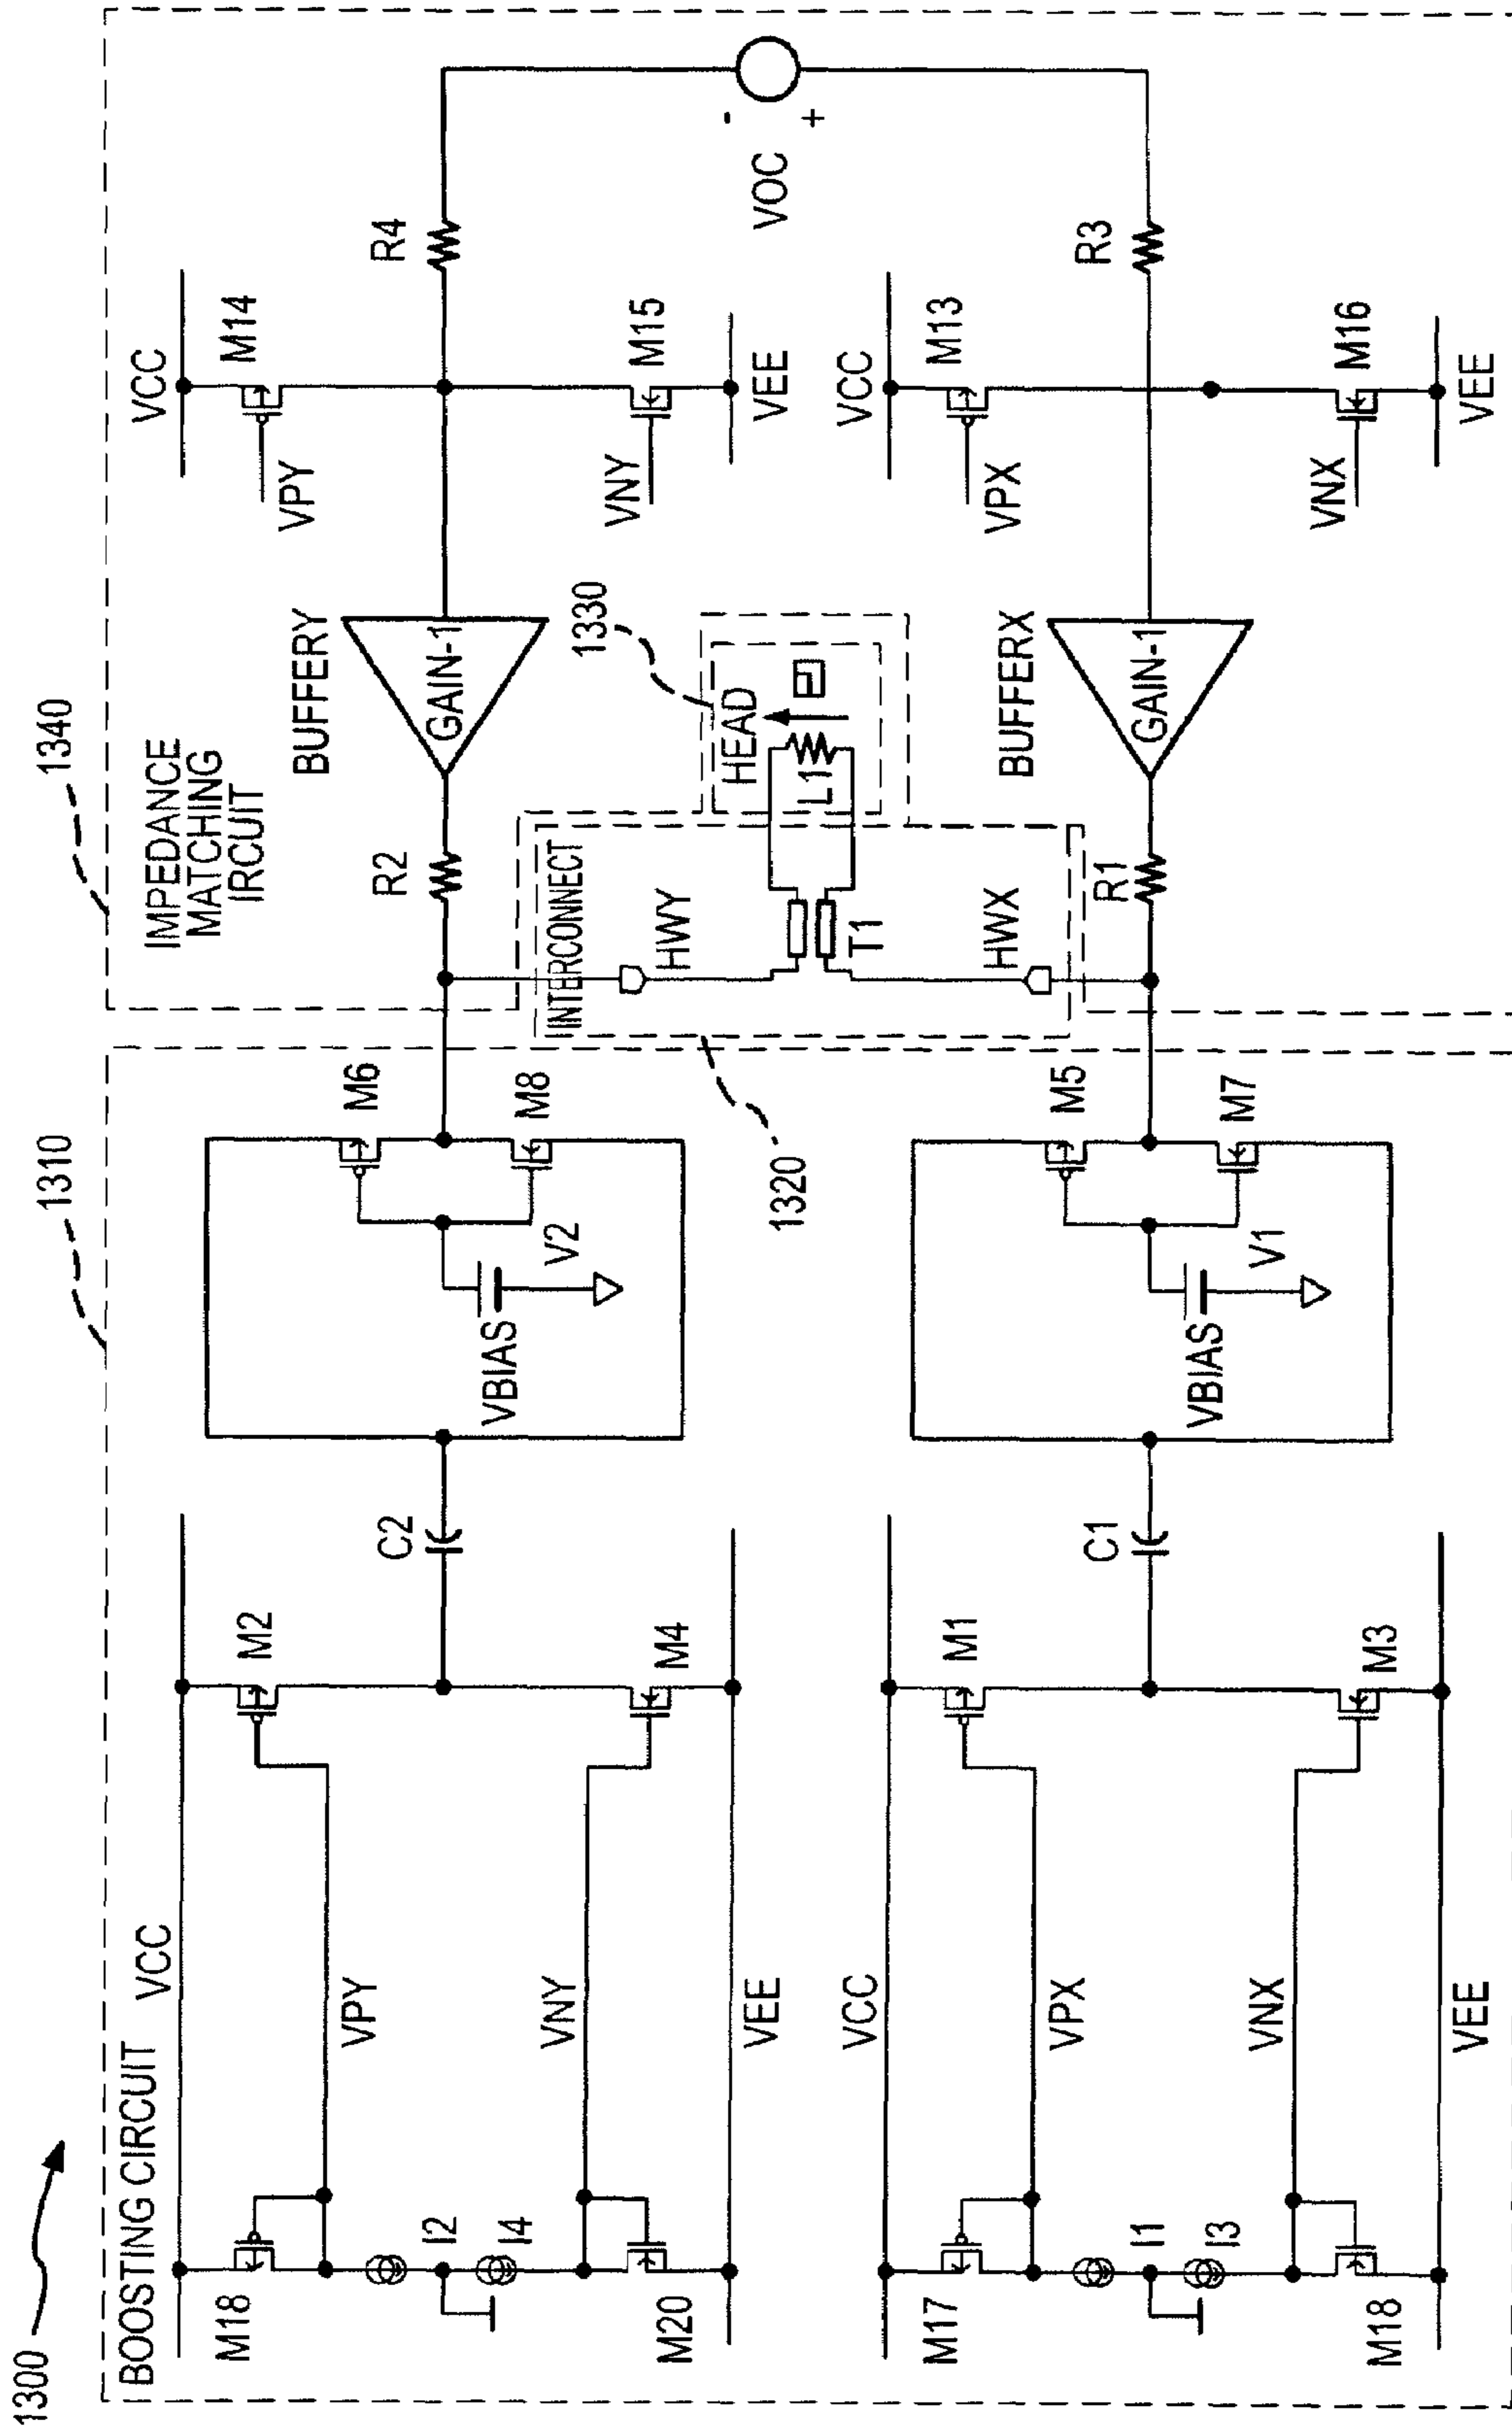 1300
1310
1340
BOOSTING CIRCUIT
VCC
M18
VPY
I2
I4
VNY
M20
VEE
M2
M4
C2
VBIAS
V2
M6
M8
VCC
M17
VPX
I1
I3
VNX
M18
VEE
M1
M3
C1
VBIAS
V1
M5
M7
1320
IMPEDANCE
MATCHING
IRCUIT
R2
BUFFERY
GAIN-1
VCC
M14
VPY
VNY
M15
VEE
R4
INTERCONNECT
HWY
T1
HWX
1330
HEAD
L1
R1
BUFFERX
GAIN-1
VCC
M13
VPX
VNX
M16
VEE
R3
VOC
-
+